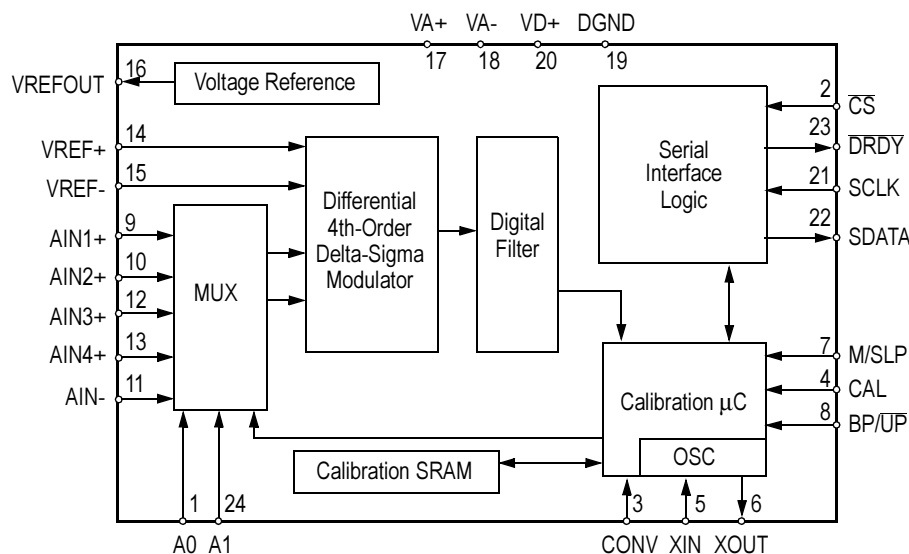 VA+ VA- VD+ DGND
17 18 20 19
VREFOUT 16 Voltage Reference
VREF+ 14
VREF- 15
AIN1+ 9
AIN2+ 10
AIN3+ 12
AIN4+ 13
AIN- 11
MUX
Differential
4th-Order
Delta-Sigma
Modulator
Digital
Filter
Serial
Interface
Logic
2 C̅S̅
23 D̅R̅D̅Y̅
21 SCLK
22 SDATA
7 M/SLP
4 CAL
8 BP/U̅P̅
Calibration μC
OSC
Calibration SRAM
1 24 3 5 6
A0 A1 CONV XIN XOUT